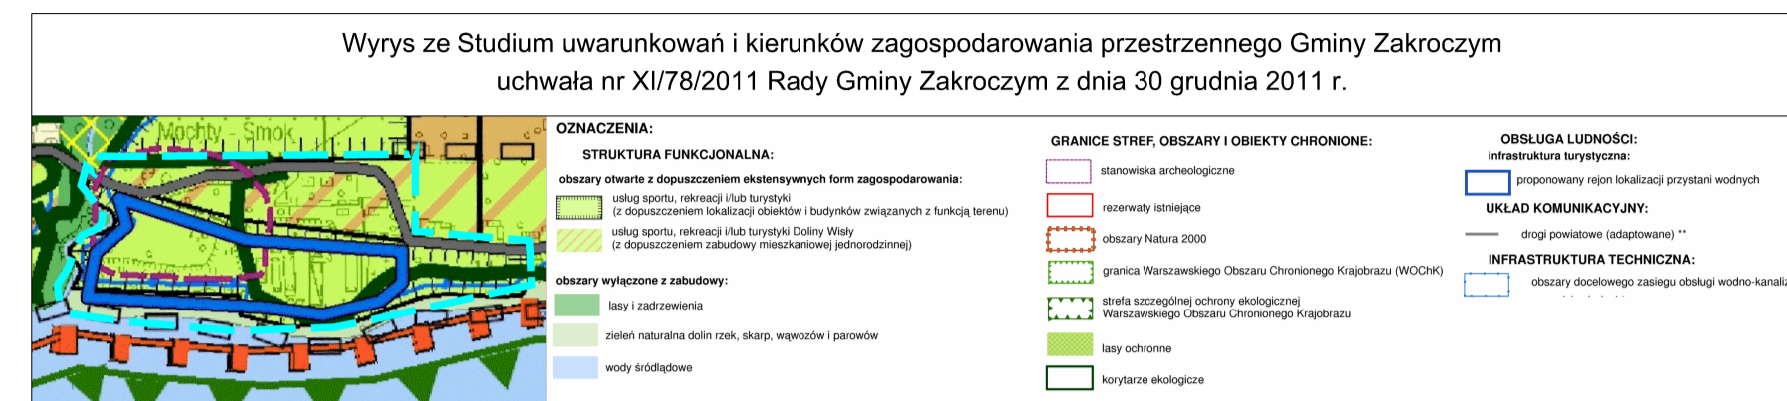 Wyrys ze Studium uwarunkowań i kierunków zagospodarowania przestrzennego Gminy Zakroczym
uchwała nr XI/78/2011 Rady Gminy Zakroczym z dnia 30 grudnia 2011 r.
Mochty - Smok
OZNACZENIA:
STRUKTURA FUNKCJONALNA:
obszary otwarte z dopuszczeniem ekstensywnych form zagospodarowania:
usług sportu, rekreacji i/lub turystyki
(z dopuszczeniem lokalizacji obiektów i budynków związanych z funkcją terenu)
usług sportu, rekreacji i/lub turystyki Doliny Wisły
(z dopuszczeniem zabudowy mieszkaniowej jednorodzinnej)
obszary wyłączone z zabudowy:
lasy i zadrzewienia
zieleń naturalna dolin rzek, skarp, wąwozów i parowów
wody śródlądowe
GRANICE STREF, OBSZARY I OBIEKTY CHRONIONE:
stanowiska archeologiczne
rezerwaty istniejące
obszary Natura 2000
granica Warszawskiego Obszaru Chronionego Krajobrazu (WOChK)
strefa szczególnej ochrony ekologicznej
Warszawskiego Obszaru Chronionego Krajobrazu
lasy ochronne
korytarze ekologicze
OBSŁUGA LUDNOŚCI:
infrastruktura turystyczna:
proponowany rejon lokalizacji przystani wodnych
UKŁAD KOMUNIKACYJNY:
drogi powiatowe (adaptowane) **
INFRASTRUKTURA TECHNICZNA:
obszary docelowego zasiegu obsługi wodno-kanaliz